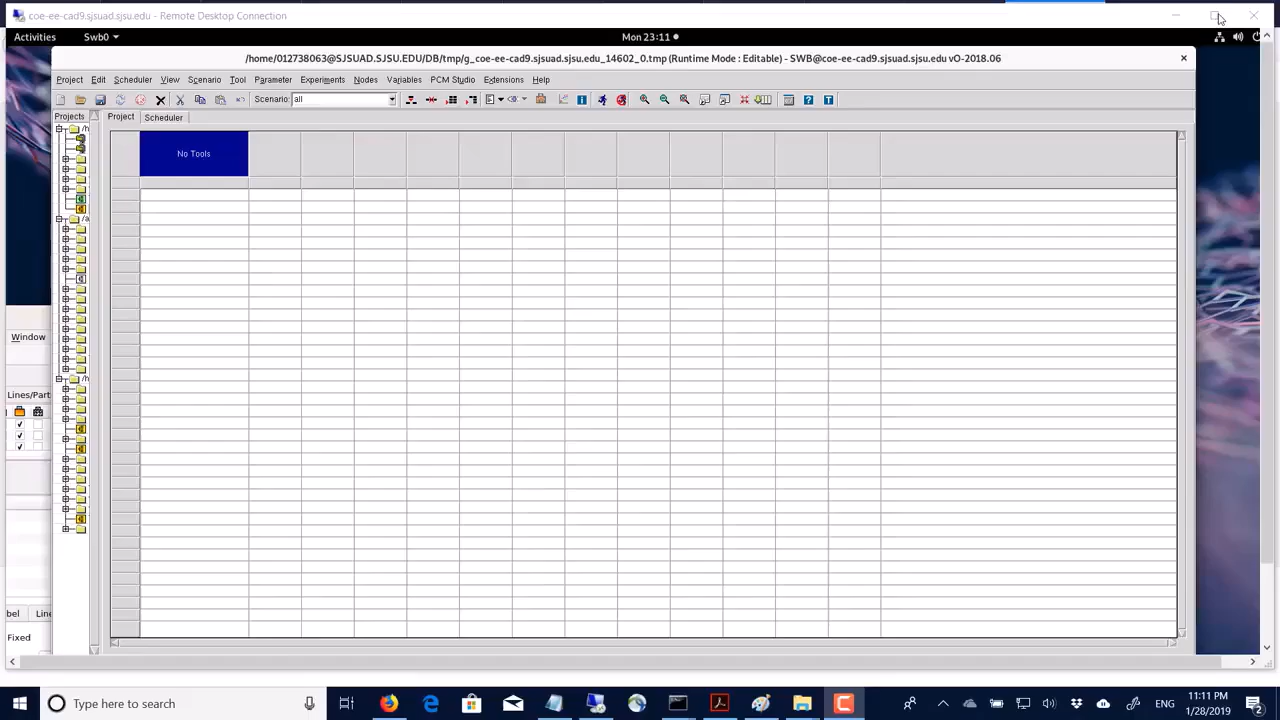 coe-ee-cad9.sjsuad.sjsu.edu - Remote Desktop Connection
Activities Swb0 Mon 23:11
/home/012738063@SJSUAD.SJSU.EDU/DB/tmp/g_coe-ee-cad9.sjsuad.sjsu.edu_14602_0.tmp (Runtime Mode : Editable) - SWB@coe-ee-cad9.sjsuad.sjsu.edu vO-2018.06
Project Edit Scheduler View Scenario Tool Parameter Experiments Nodes Variables PCM Studio Extensions Help
Scenario: all
Projects Project Scheduler
/h
No Tools
/a
Window
/h
Lines/Part
bel Line
Fixed
Type here to search
ENG
11:11 PM
1/28/2019
2